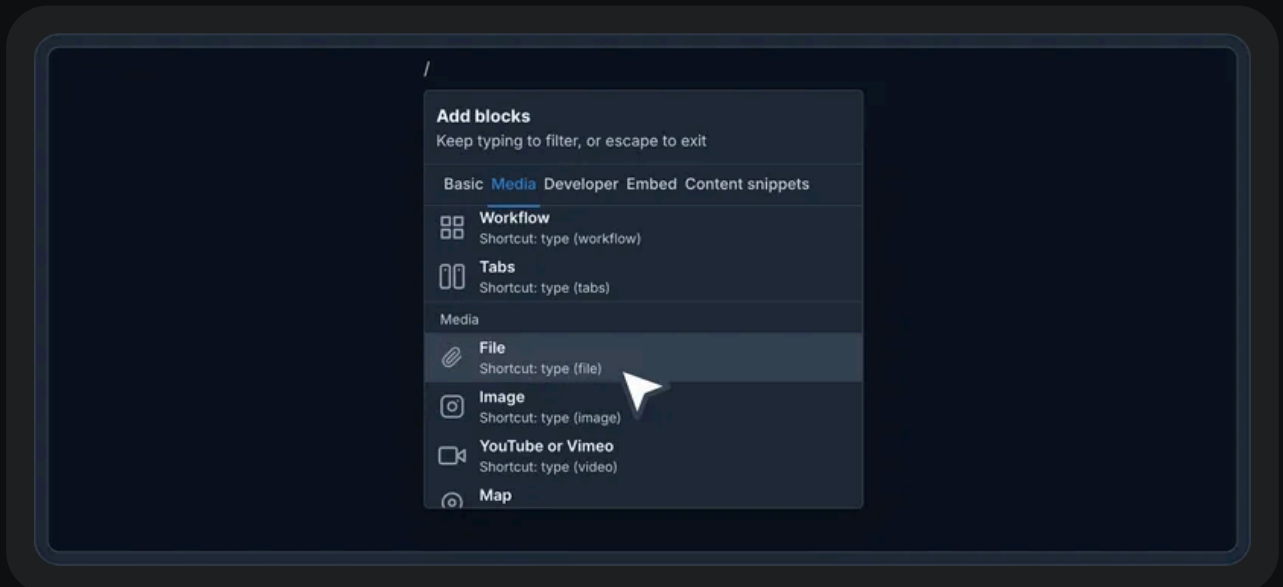 /
Add blocks
Keep typing to filter, or escape to exit
Basic Media Developer Embed Content snippets
Workflow
Shortcut: type (workflow)
Tabs
Shortcut: type (tabs)
Media
File
Shortcut: type (file)
Image
Shortcut: type (image)
YouTube or Vimeo
Shortcut: type (video)
Map